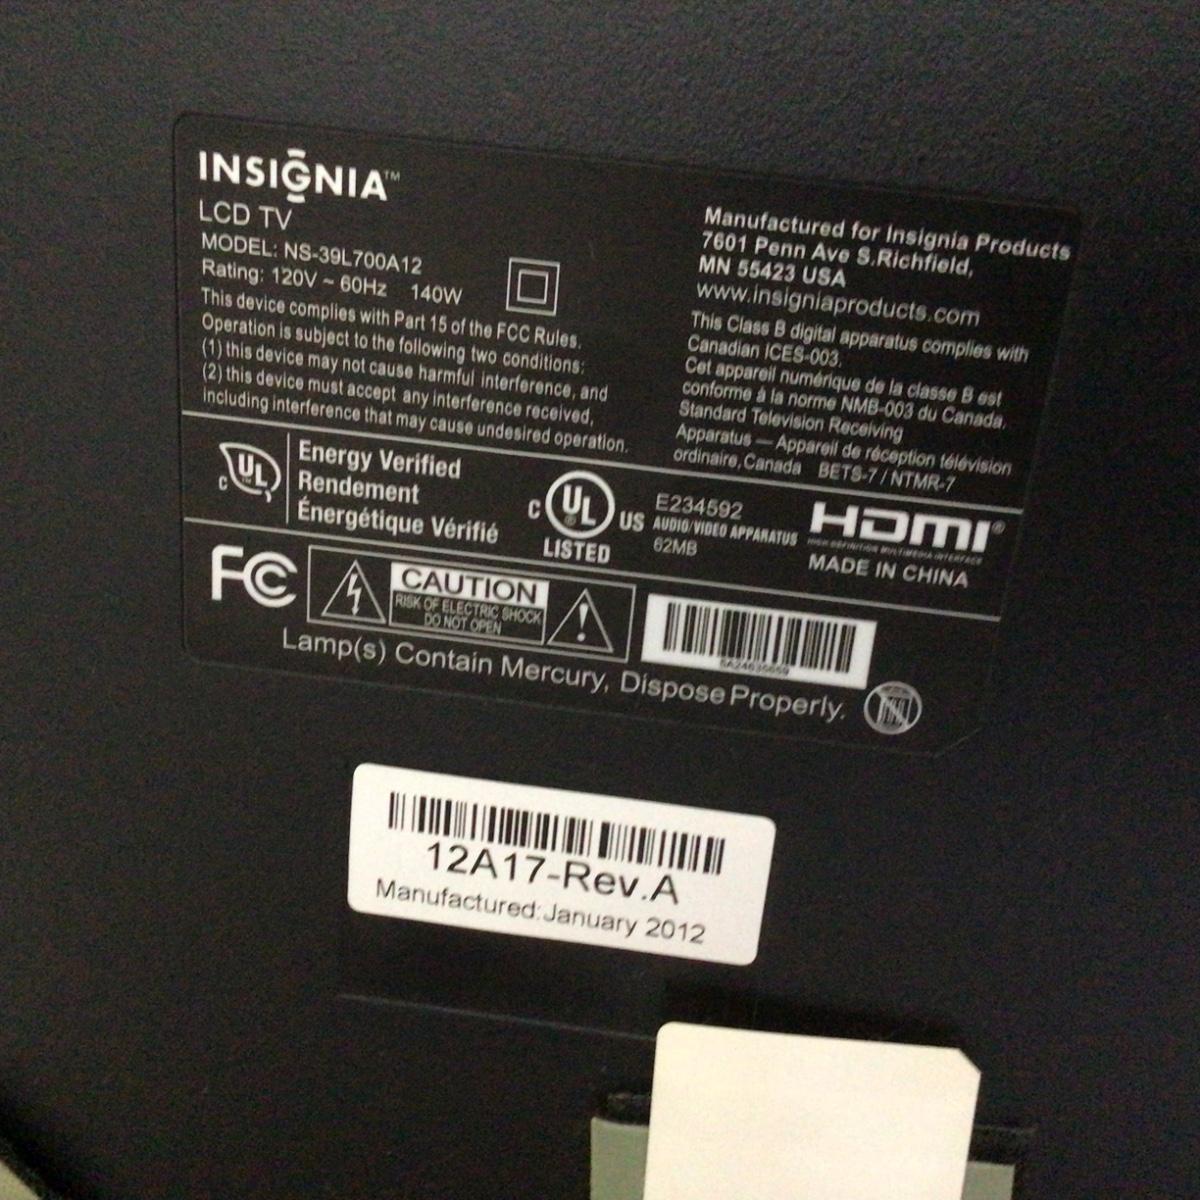 INSIGNIA™
LCD TV
MODEL: NS-39L700A12
Rating: 120V ~ 60Hz 140W
This device complies with Part 15 of the FCC Rules.
Operation is subject to the following two conditions:
(1) this device may not cause harmful interference, and
(2) this device must accept any interference received,
including interference that may cause undesired operation.
Manufactured for Insignia Products
7601 Penn Ave S.Richfield,
MN 55423 USA
www.insigniaproducts.com
This Class B digital apparatus complies with
Canadian ICES-003.
Cet appareil numérique de la classe B est
conforme à la norme NMB-003 du Canada.
Standard Television Receiving
Apparatus — Appareil de réception télévision
ordinaire, Canada BETS-7 / NTMR-7
C UL™
Energy Verified
Rendement
Énergétique Vérifié
C UL® US
LISTED
E234592
AUDIO/VIDEO APPARATUS
62MB
HDMI®
HIGH-DEFINITION MULTIMEDIA INTERFACE
MADE IN CHINA
FC
CAUTION
RISK OF ELECTRIC SHOCK
DO NOT OPEN
Lamp(s) Contain Mercury, Dispose Properly.
12A17-Rev.A
Manufactured:January 2012